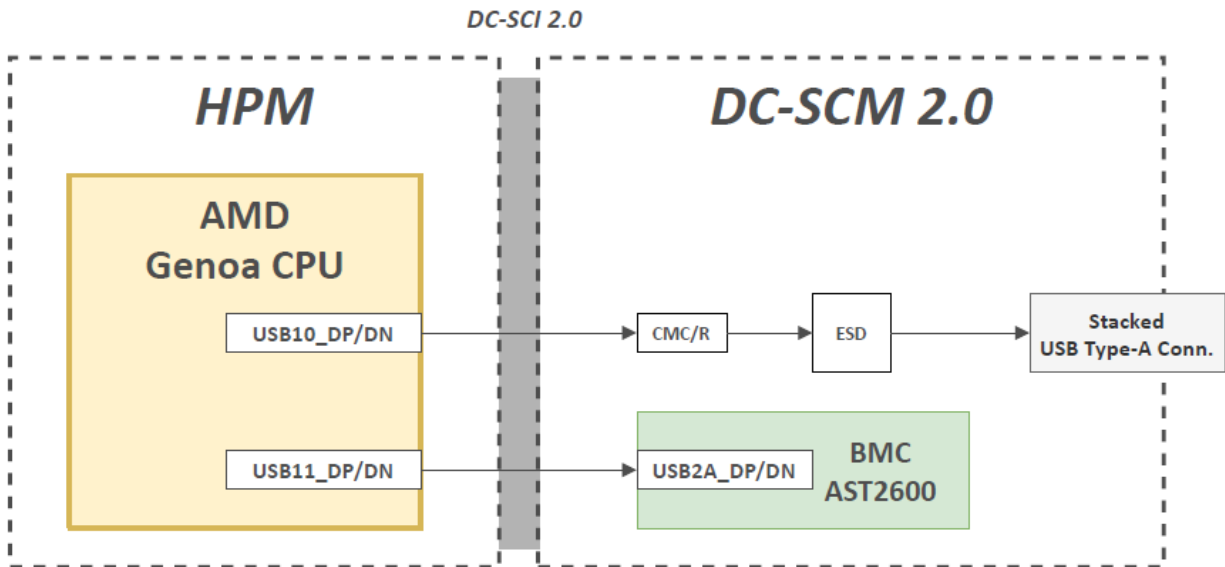 DC-SCI 2.0
HPM
DC-SCM 2.0
AMD
Genoa CPU
USB10_DP/DN
CMC/R
ESD
Stacked
USB Type-A Conn.
USB11_DP/DN
USB2A_DP/DN
BMC
AST2600